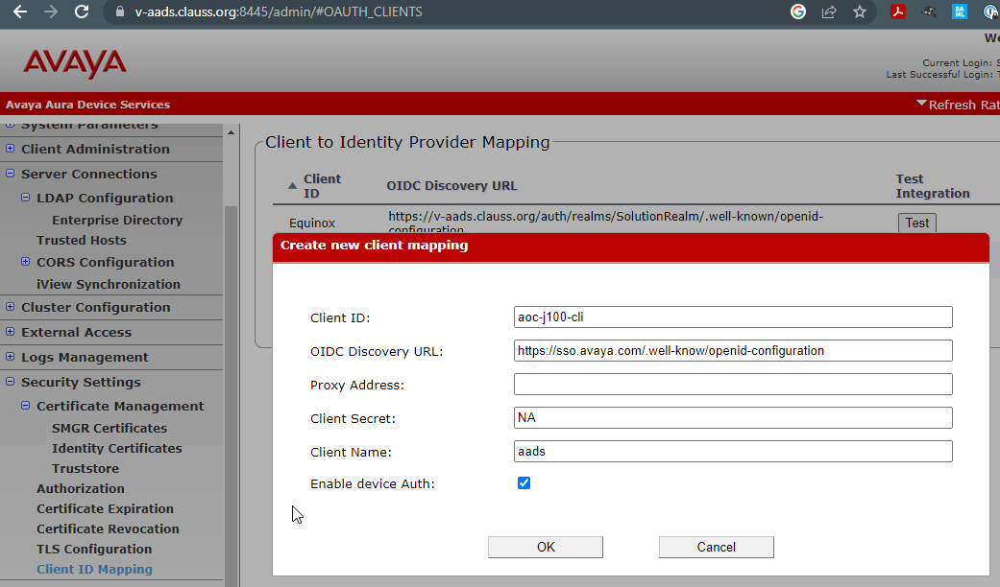 v-aads.clauss.org:8445/admin/#OAUTH_CLIENTS
AVAYA
Current Login:
Last Successful Login:
Avaya Aura Device Services
Refresh
System Parameters
Client Administration
Server Connections
LDAP Configuration
Enterprise Directory
Trusted Hosts
CORS Configuration
iView Synchronization
Cluster Configuration
External Access
Logs Management
Security Settings
Certificate Management
SMGR Certificates
Identity Certificates
Truststore
Authorization
Certificate Expiration
Certificate Revocation
TLS Configuration
Client ID Mapping
Client to Identity Provider Mapping
Client ID
OIDC Discovery URL
Test Integration
Equinox
https://v-aads.clauss.org/auth/realms/SolutionRealm/.well-known/openid-
configuration
Test
Create new client mapping
Client ID: aoc-j100-cli
OIDC Discovery URL: https://sso.avaya.com/.well-know/openid-configuration
Proxy Address:
Client Secret: NA
Client Name: aads
Enable device Auth:
OK Cancel